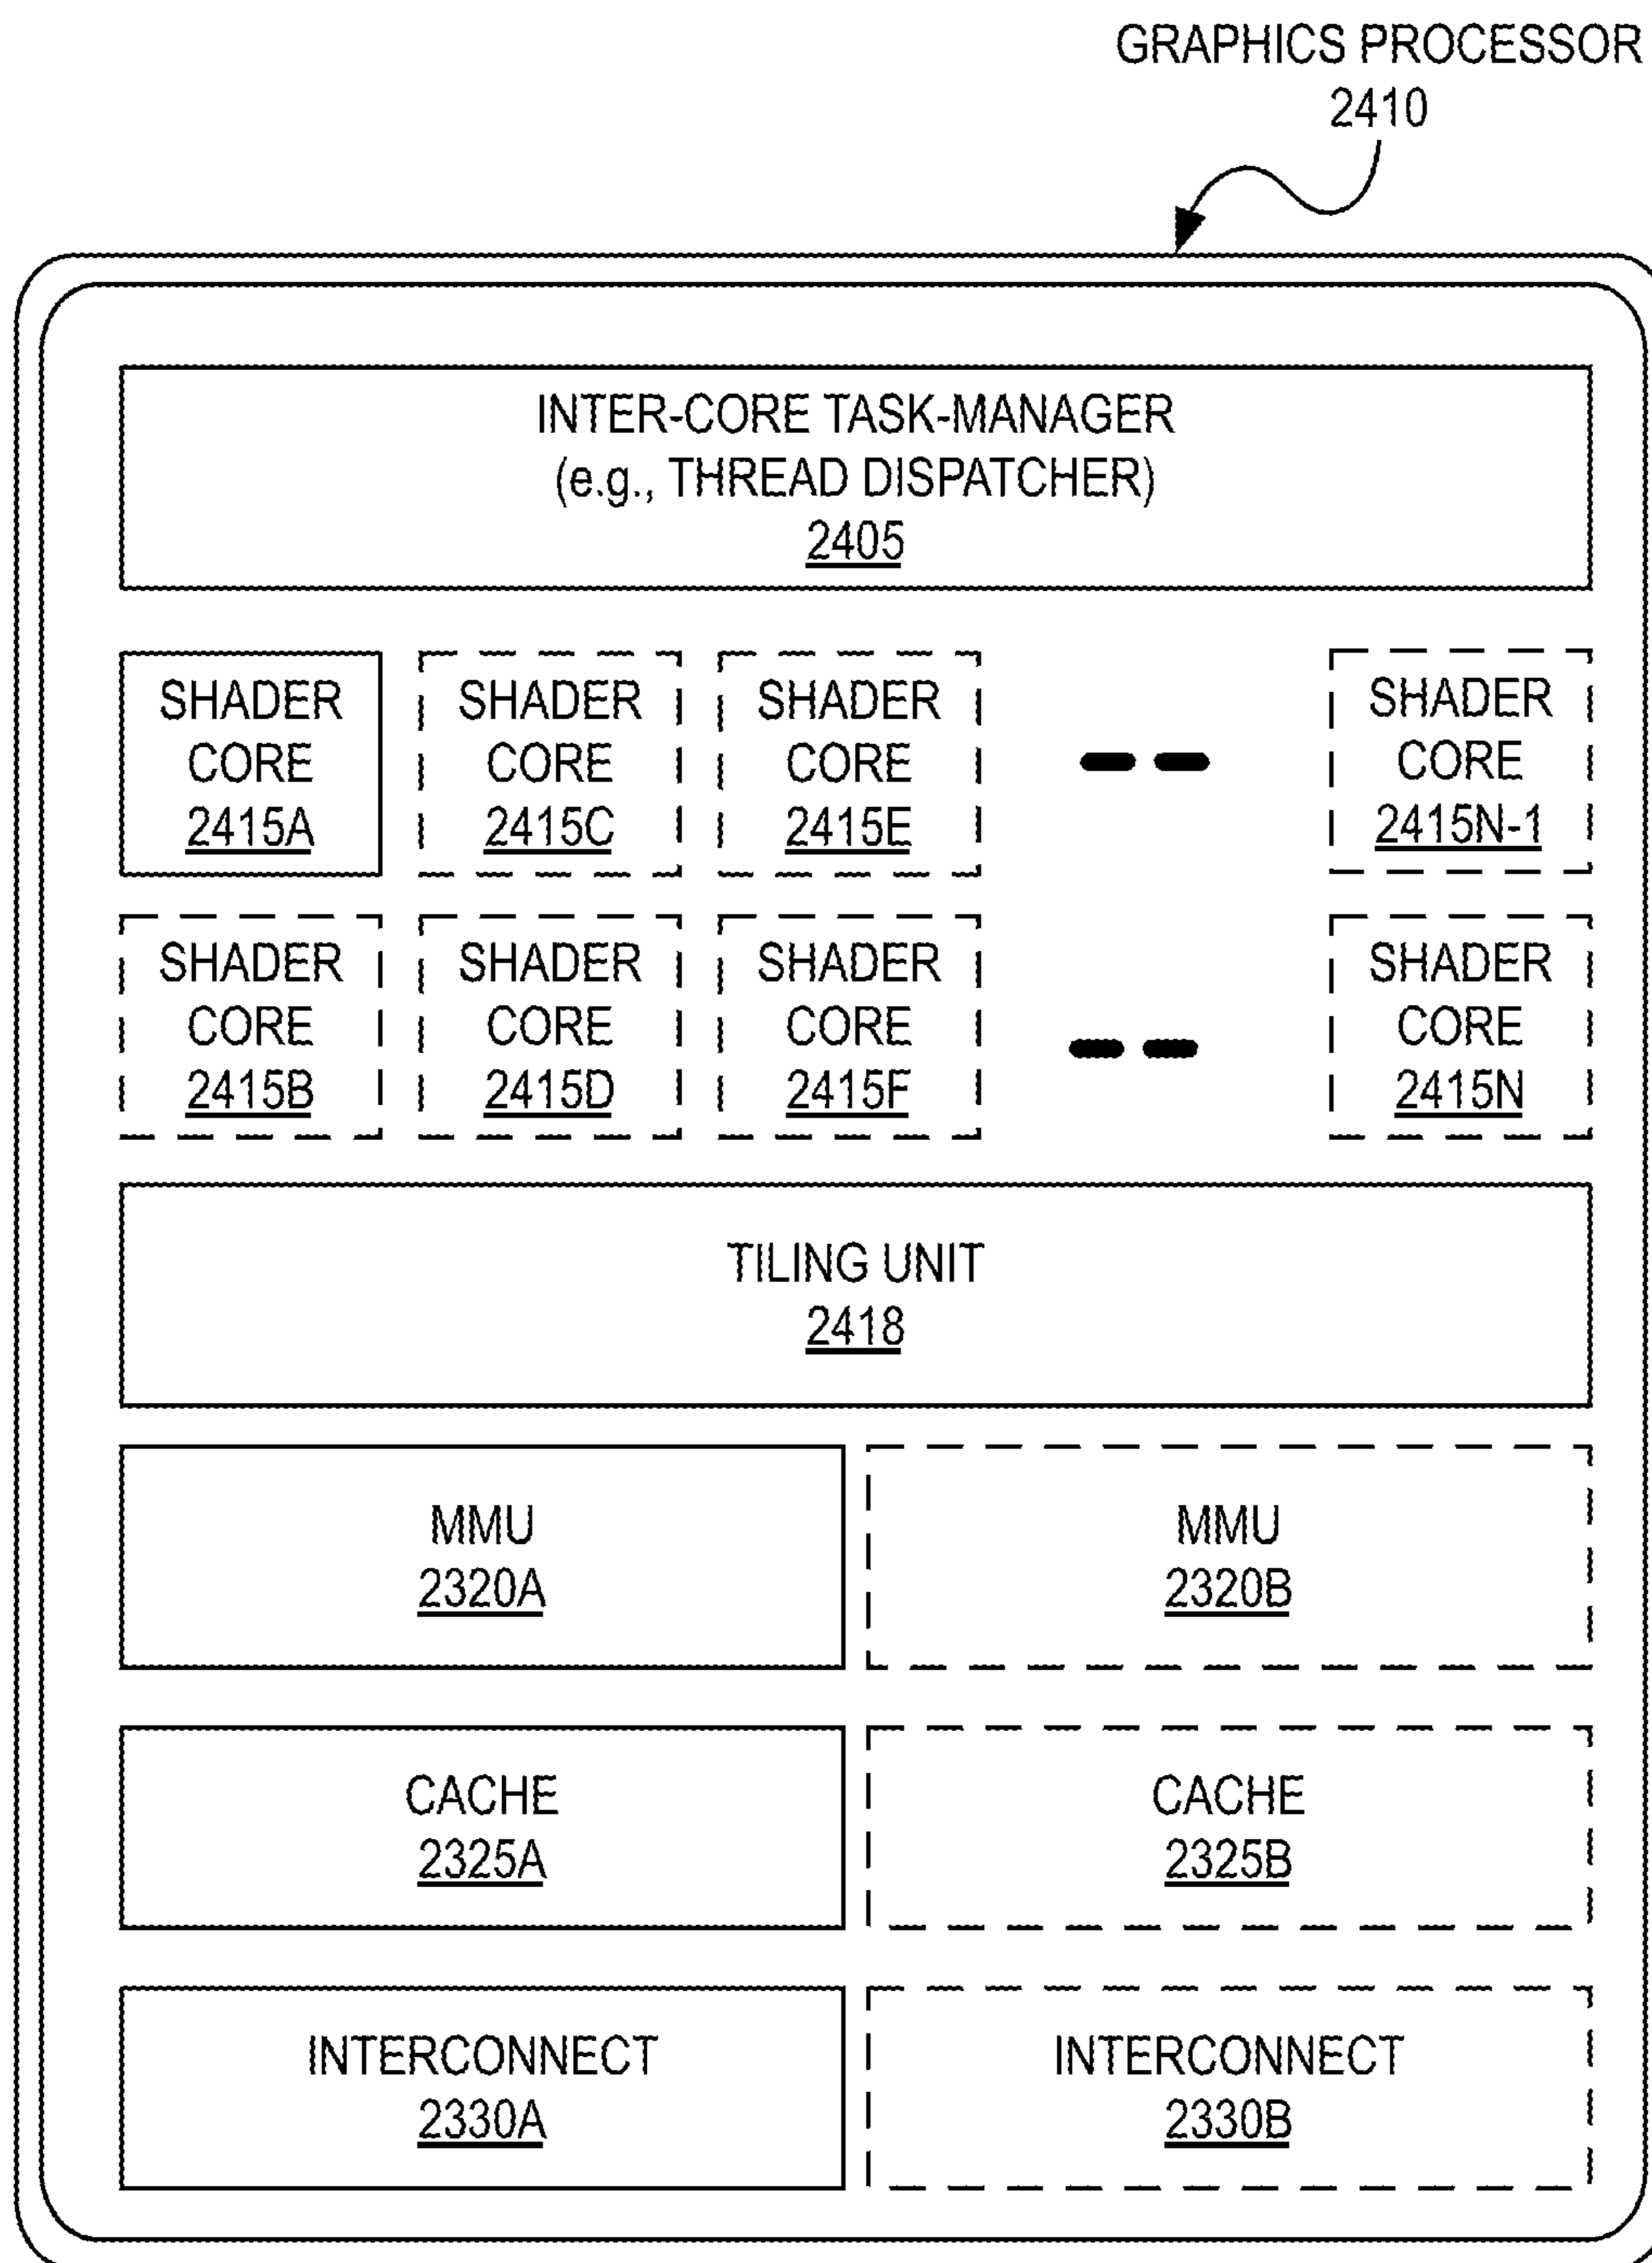 GRAPHICS PROCESSOR
2410
INTER-CORE TASK-MANAGER
(e.g., THREAD DISPATCHER)
2405
SHADER
CORE
2415A
SHADER
CORE
2415C
SHADER
CORE
2415E
SHADER
CORE
2415N-1
SHADER
CORE
2415B
SHADER
CORE
2415D
SHADER
CORE
2415F
SHADER
CORE
2415N
TILING UNIT
2418
MMU
2320A
MMU
2320B
CACHE
2325A
CACHE
2325B
INTERCONNECT
2330A
INTERCONNECT
2330B